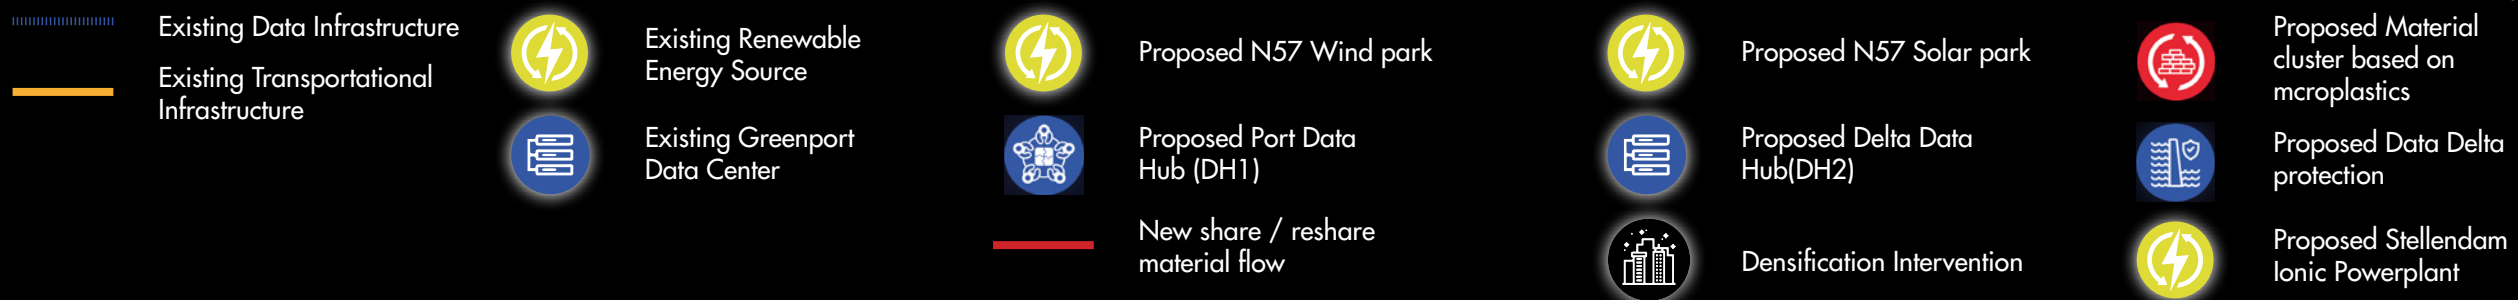 Existing Data Infrastructure
Existing Transportational
Infrastructure
Existing Renewable
Energy Source
Existing Greenport
Data Center
Proposed N57 Wind park
Proposed Port Data
Hub (DH1)
New share / reshare
material flow
Proposed N57 Solar park
Proposed Delta Data
Hub(DH2)
Densification Intervention
Proposed Material
cluster based on
mcroplastics
Proposed Data Delta
protection
Proposed Stellendam
Ionic Powerplant